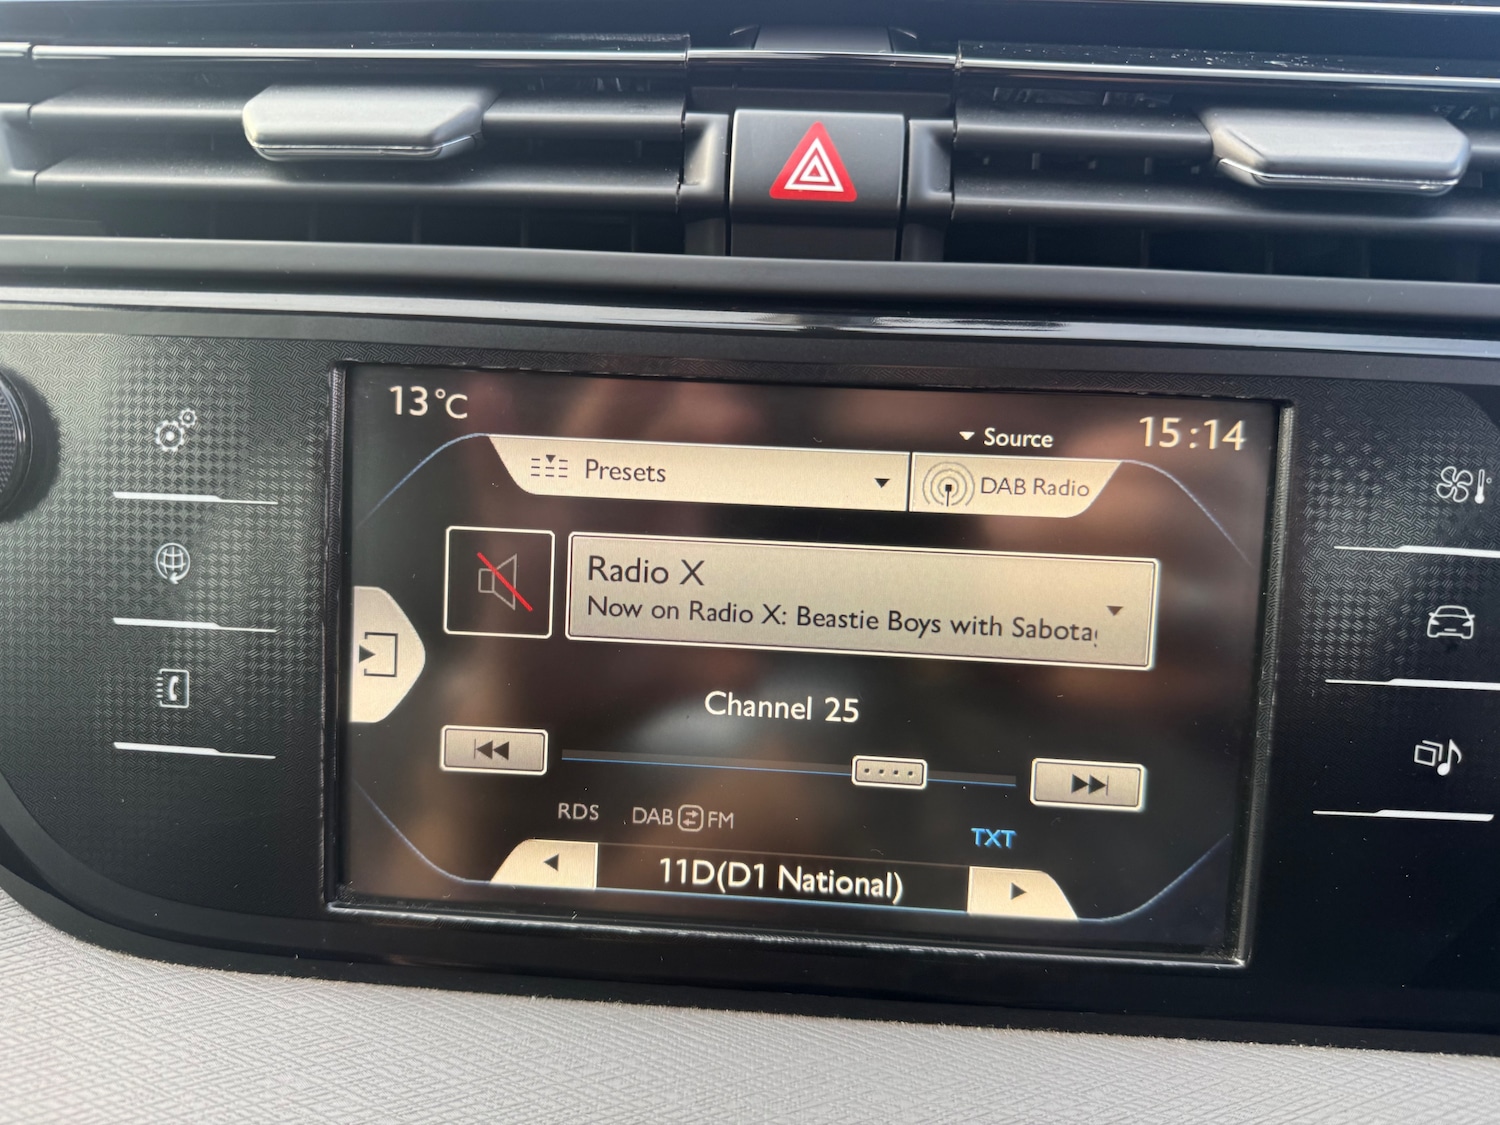 13°C
Source
15:14
Presets
DAB Radio
Radio X
Now on Radio X: Beastie Boys with Sabota
Channel 25
RDS
DAB FM
TXT
11D(D1 National)